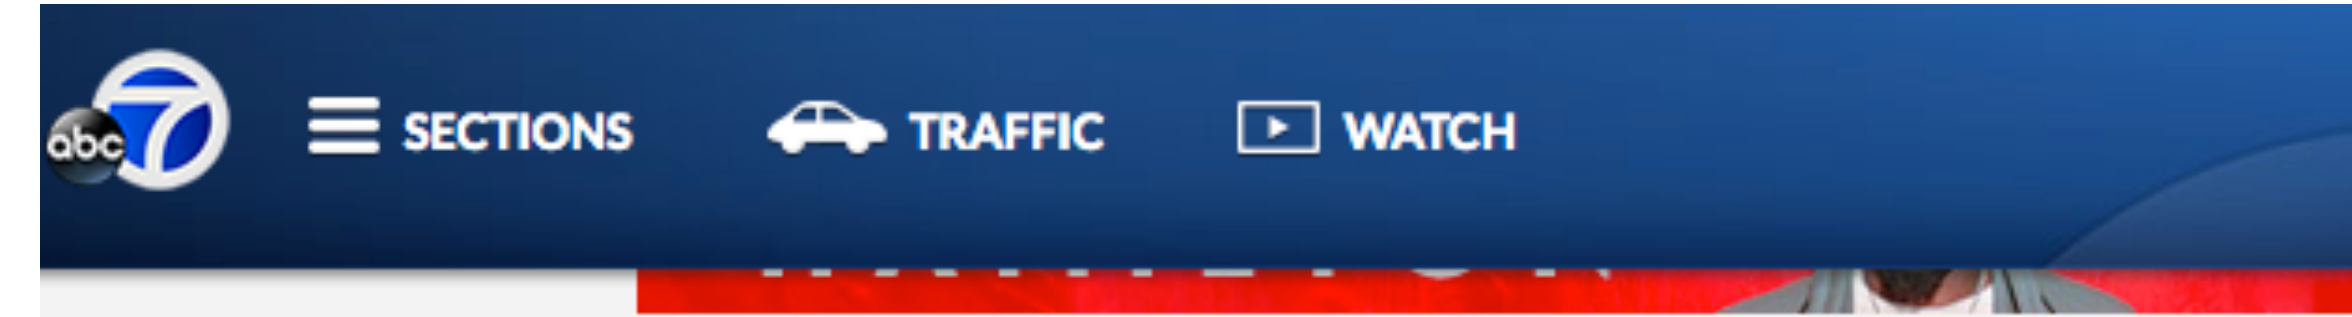 abc 7 SECTIONS TRAFFIC WATCH